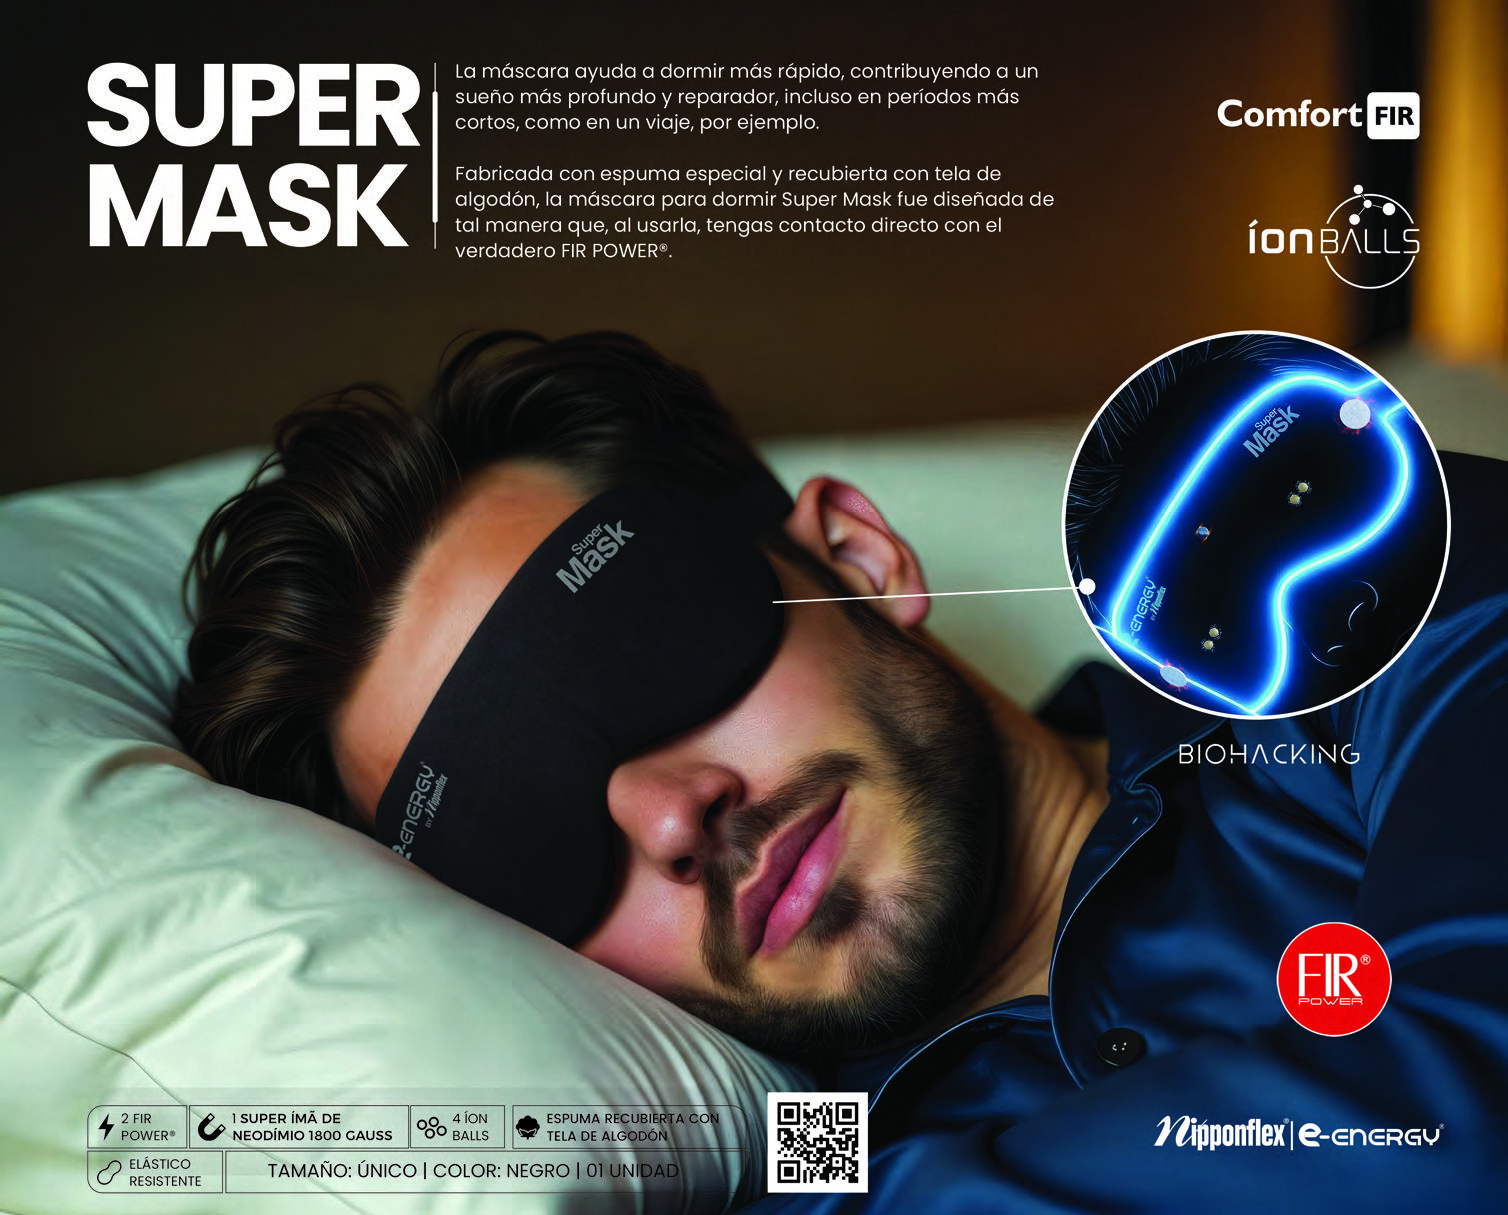 SUPER
MASK
La máscara ayuda a dormir más rápido, contribuyendo a un
sueño más profundo y reparador, incluso en períodos más
cortos, como en un viaje, por ejemplo.
Fabricada con espuma especial y recubierta con tela de
algodón, la máscara para dormir Super Mask fue diseñada de
tal manera que, al usarla, tengas contacto directo con el
verdadero FIR POWER®.
Comfort FIR
íon BALLS
Super
Mask
e-ENERGY
BY Nipponflex
Super
Mask
e-ENERGY
BY Nipponflex
BIOHACKING
FIR®
POWER
2 FIR
POWER®
1 SUPER ÍMÃ DE
NEODÍMIO 1800 GAUSS
4 ÍON
BALLS
ESPUMA RECUBIERTA CON
TELA DE ALGODÓN
ELÁSTICO
RESISTENTE
TAMAÑO: ÚNICO | COLOR: NEGRO | 01 UNIDAD
Nipponflex | e-ENERGY®